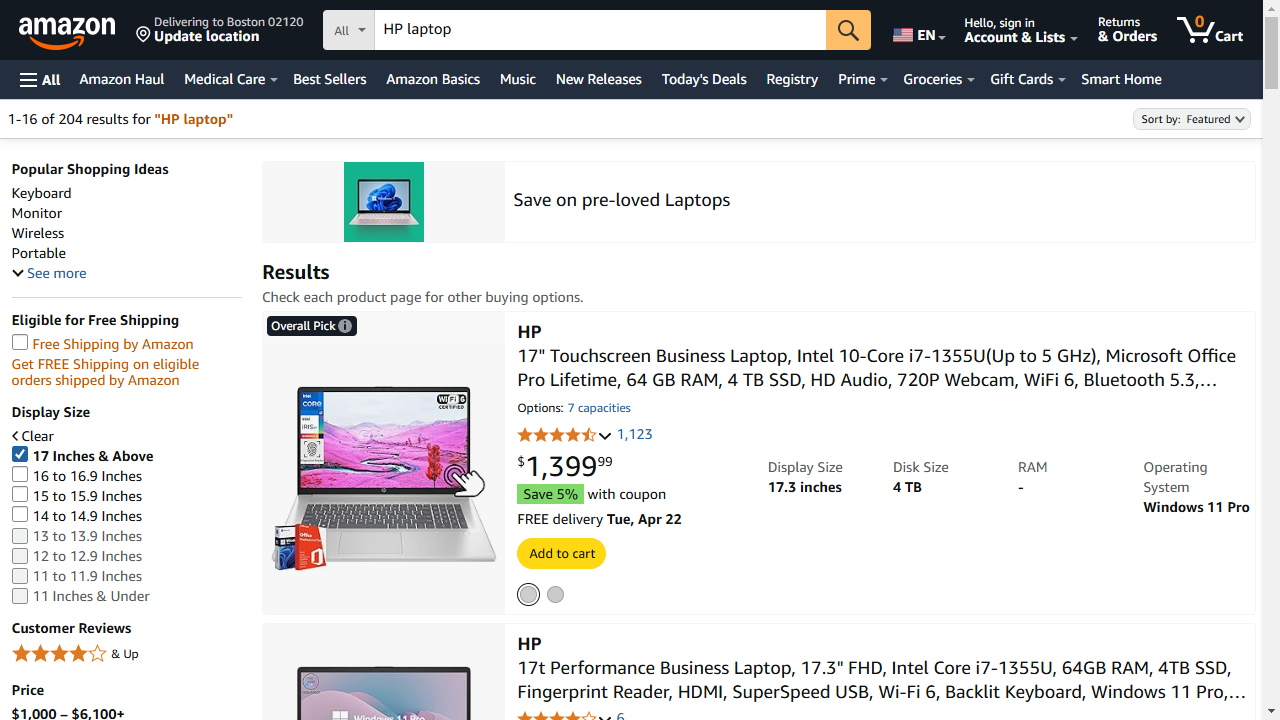 amazon
Delivering to Boston 02120
Update location
All
HP laptop
EN
Hello, sign in
Account & Lists
Returns
& Orders
0
Cart
All
Amazon Haul
Medical Care
Best Sellers
Amazon Basics
Music
New Releases
Today's Deals
Registry
Prime
Groceries
Gift Cards
Smart Home
1-16 of 204 results for "HP laptop"
Sort by: Featured
Popular Shopping Ideas
Keyboard
Monitor
Wireless
Portable
See more
Eligible for Free Shipping
Free Shipping by Amazon
Get FREE Shipping on eligible
orders shipped by Amazon
Display Size
Clear
17 Inches & Above
16 to 16.9 Inches
15 to 15.9 Inches
14 to 14.9 Inches
13 to 13.9 Inches
12 to 12.9 Inches
11 to 11.9 Inches
11 Inches & Under
Customer Reviews
& Up
Price
$1,000 – $6,100+
Save on pre-loved Laptops
Results
Check each product page for other buying options.
Overall Pick
intel
CORE
Wi Fi 6
CERTIFIED
HP
17" Touchscreen Business Laptop, Intel 10-Core i7-1355U(Up to 5 GHz), Microsoft Office
Pro Lifetime, 64 GB RAM, 4 TB SSD, HD Audio, 720P Webcam, WiFi 6, Bluetooth 5.3,…
Options: 7 capacities
1,123
$1,399.99
Save 5% with coupon
FREE delivery Tue, Apr 22
Add to cart
Display Size
17.3 inches
Disk Size
4 TB
RAM
-
Operating
System
Windows 11 Pro
HP
17t Performance Business Laptop, 17.3" FHD, Intel Core i7-1355U, 64GB RAM, 4TB SSD,
Fingerprint Reader, HDMI, SuperSpeed USB, Wi-Fi 6, Backlit Keyboard, Windows 11 Pro,…
6
Windows 11 Pro